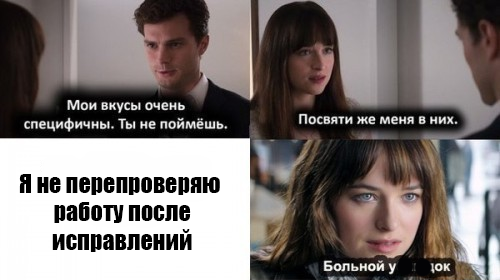 Мои вкусы очень
специфичны. Ты не поймёшь.
Посвяти же меня в них.
Я не перепроверяю
работу после
исправлений
Больной